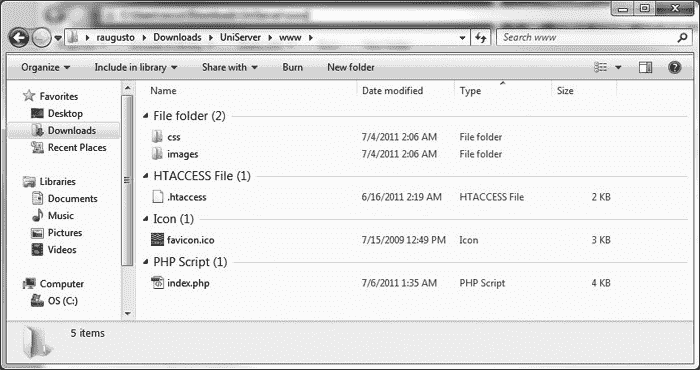 raugusto ▸ Downloads ▸ UniServer ▸ www ▸
Search www
Organize ▾ Include in library ▾ Share with ▾ Burn New folder
Name Date modified Type Size
Favorites
Desktop
Downloads
Recent Places
Libraries
Documents
Music
Pictures
Videos
Computer
OS (C:)
File folder (2)
css 7/4/2011 2:06 AM File folder
images 7/4/2011 2:06 AM File folder
HTACCESS File (1)
.htaccess 6/16/2011 2:19 AM HTACCESS File 2 KB
Icon (1)
favicon.ico 7/15/2009 12:49 PM Icon 3 KB
PHP Script (1)
index.php 7/6/2011 1:35 AM PHP Script 4 KB
5 items